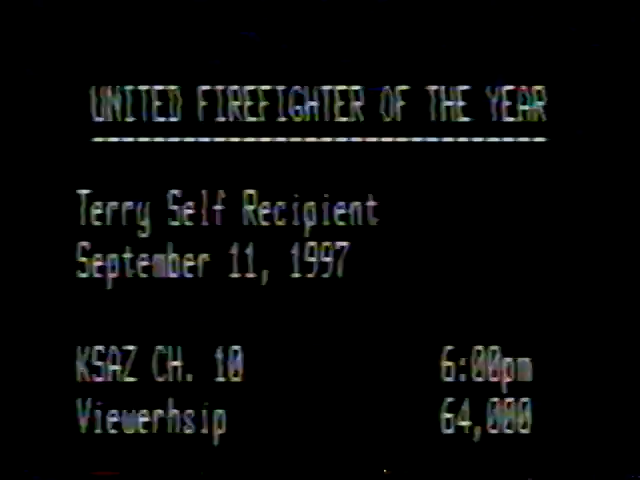 UNITED FIREFIGHTER OF THE YEAR
Terry Self Recipient
September 11, 1997
KSAZ CH. 10 6:00pm
Viewerhsip 64,000